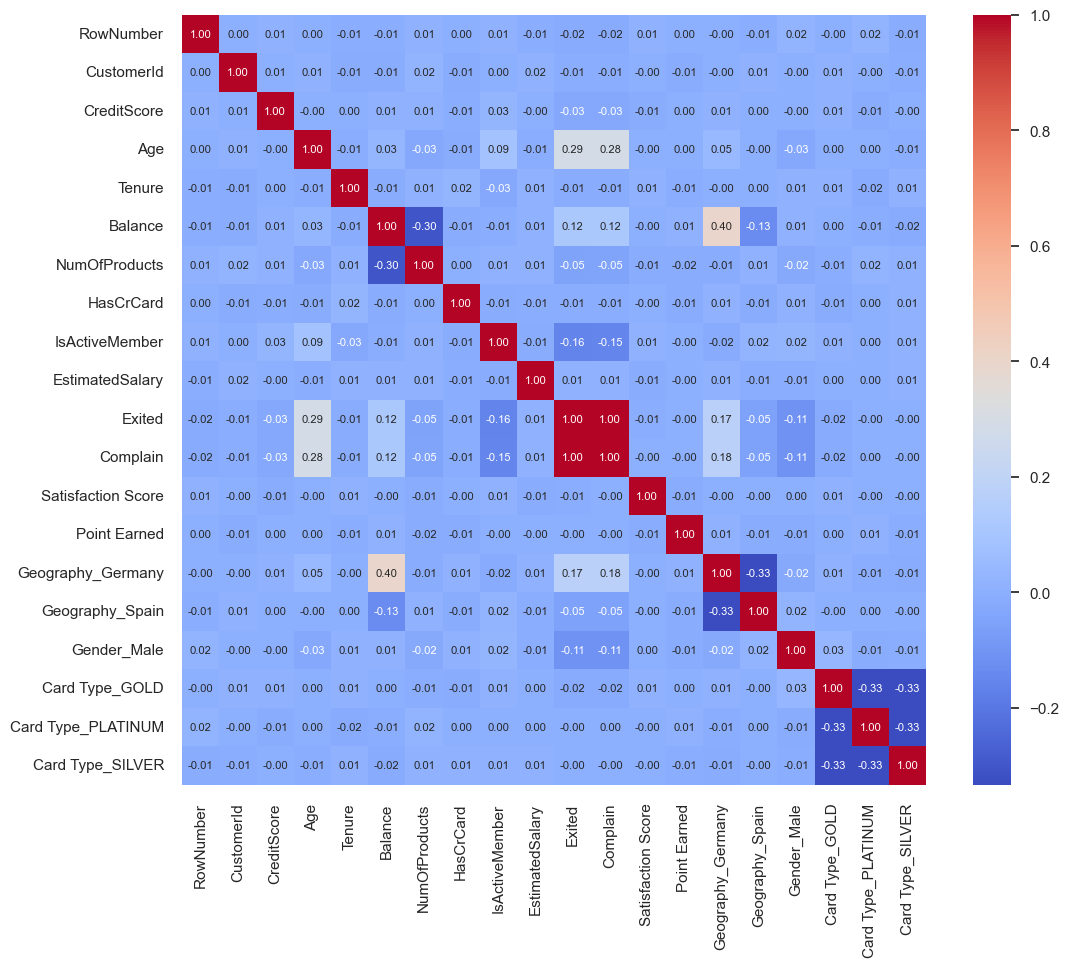 RowNumber 1.00 0.00 0.01 0.00 -0.01 -0.01 0.01 0.00 0.01 -0.01 -0.02 -0.02 0.01 0.00 -0.00 -0.01 0.02 -0.00 0.02 -0.01 1.0
CustomerId 0.00 1.00 0.01 0.01 -0.01 -0.01 0.02 -0.01 0.00 0.02 -0.01 -0.01 -0.00 -0.01 -0.00 0.01 -0.00 0.01 -0.00 -0.01
CreditScore 0.01 0.01 1.00 -0.00 0.00 0.01 0.01 -0.01 0.03 -0.00 -0.03 -0.03 -0.01 0.00 0.01 0.00 -0.00 0.01 -0.01 -0.00
0.8
Age 0.00 0.01 -0.00 1.00 -0.01 0.03 -0.03 -0.01 0.09 -0.01 0.29 0.28 -0.00 0.00 0.05 -0.00 -0.03 0.00 0.00 -0.01
Tenure -0.01 -0.01 0.00 -0.01 1.00 -0.01 0.01 0.02 -0.03 0.01 -0.01 -0.01 0.01 -0.00 -0.00 0.00 0.01 0.01 -0.02 0.01
Balance -0.01 -0.01 0.01 0.03 -0.01 1.00 -0.30 -0.01 -0.01 0.01 0.12 0.12 -0.00 0.01 0.40 -0.13 0.01 0.00 -0.01 -0.02
0.6
NumOfProducts 0.01 0.02 0.01 -0.03 0.01 -0.30 1.00 0.00 0.01 0.01 -0.05 -0.05 -0.01 -0.02 -0.01 0.01 -0.02 -0.01 0.02 0.01
HasCrCard 0.00 -0.01 -0.01 -0.01 0.02 -0.01 0.00 1.00 -0.01 -0.01 -0.01 -0.01 -0.00 -0.01 0.01 -0.01 0.01 -0.01 0.00 0.01
IsActiveMember 0.01 0.00 0.03 0.09 -0.03 -0.01 0.01 -0.01 1.00 -0.01 -0.16 -0.15 0.01 -0.00 -0.02 0.02 0.02 0.01 0.00 0.01
0.4
EstimatedSalary -0.01 0.02 -0.00 -0.01 0.01 0.01 0.01 -0.01 -0.01 1.00 0.01 0.01 0.01 -0.00 0.01 -0.01 -0.01 0.00 0.00 0.01
Exited -0.02 -0.01 -0.03 0.29 -0.01 0.12 -0.05 -0.01 -0.16 0.01 1.00 1.00 -0.01 -0.00 0.17 -0.05 -0.11 -0.02 -0.00 -0.00
Complain -0.02 -0.01 -0.03 0.28 -0.01 0.12 -0.05 -0.01 -0.15 0.01 1.00 1.00 -0.00 -0.00 0.18 -0.05 -0.11 -0.02 0.00 -0.00
0.2
Satisfaction Score 0.01 -0.00 -0.01 -0.00 0.01 -0.00 -0.01 -0.00 0.01 0.01 -0.01 -0.00 1.00 -0.01 -0.00 -0.00 0.00 0.01 -0.00 -0.00
Point Earned 0.00 -0.01 0.00 0.00 -0.00 0.01 -0.02 -0.01 -0.00 -0.00 -0.00 -0.00 -0.01 1.00 0.01 -0.01 -0.01 0.00 0.01 -0.01
Geography_Germany -0.00 -0.00 0.01 0.05 -0.00 0.40 -0.01 0.01 -0.02 0.01 0.17 0.18 -0.00 0.01 1.00 -0.33 -0.02 0.01 -0.01 -0.01
0.0
Geography_Spain -0.01 0.01 0.00 -0.00 0.00 -0.13 0.01 -0.01 0.02 -0.01 -0.05 -0.05 -0.00 -0.01 -0.33 1.00 0.02 -0.00 0.00 -0.00
Gender_Male 0.02 -0.00 -0.00 -0.03 0.01 0.01 -0.02 0.01 0.02 -0.01 -0.11 -0.11 0.00 -0.01 -0.02 0.02 1.00 0.03 -0.01 -0.01
Card Type_GOLD -0.00 0.01 0.01 0.00 0.01 0.00 -0.01 -0.01 0.01 0.00 -0.02 -0.02 0.01 0.00 0.01 -0.00 0.03 1.00 -0.33 -0.33
−0.2
Card Type_PLATINUM 0.02 -0.00 -0.01 0.00 -0.02 -0.01 0.02 0.00 0.00 0.00 -0.00 0.00 -0.00 0.01 -0.01 0.00 -0.01 -0.33 1.00 -0.33
Card Type_SILVER -0.01 -0.01 -0.00 -0.01 0.01 -0.02 0.01 0.01 0.01 0.01 -0.00 -0.00 -0.00 -0.01 -0.01 -0.00 -0.01 -0.33 -0.33 1.00
RowNumber
CustomerId
CreditScore
Age
Tenure
Balance
NumOfProducts
HasCrCard
IsActiveMember
EstimatedSalary
Exited
Complain
Satisfaction Score
Point Earned
Geography_Germany
Geography_Spain
Gender_Male
Card Type_GOLD
Card Type_PLATINUM
Card Type_SILVER